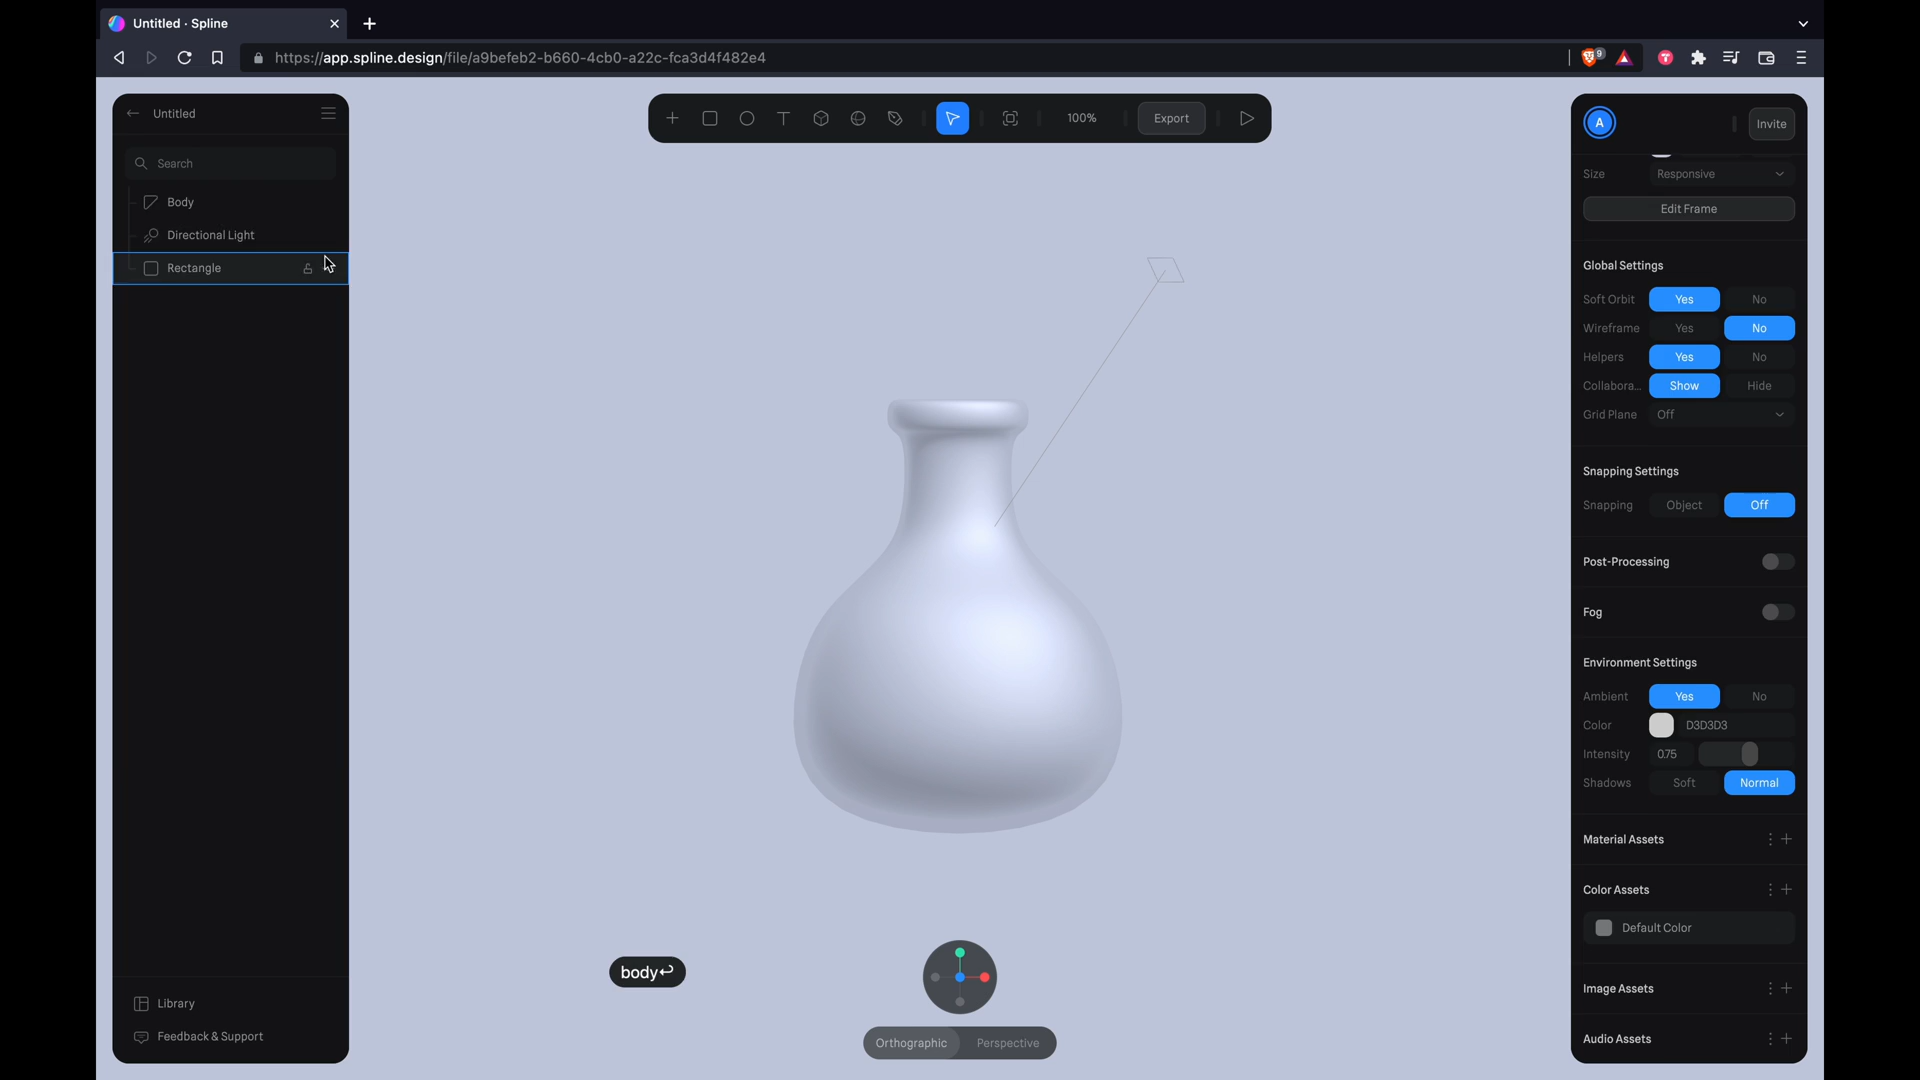 Untitled · Spline
https://app.spline.design/file/a9befeb2-b660-4cb0-a22c-fca3d4f482e4
9
Untitled
Search
Body
Directional Light
Rectangle
Library
Feedback & Support
T
100%
Export
body↩
Orthographic
Perspective
A
Invite
Size Responsive
Edit Frame
Global Settings
Soft Orbit Yes No
Wireframe Yes No
Helpers Yes No
Collabora... Show Hide
Grid Plane Off
Snapping Settings
Snapping Object Off
Post-Processing
Fog
Environment Settings
Ambient Yes No
Color D3D3D3
Intensity 0.75
Shadows Soft Normal
Material Assets
Color Assets
Default Color
Image Assets
Audio Assets